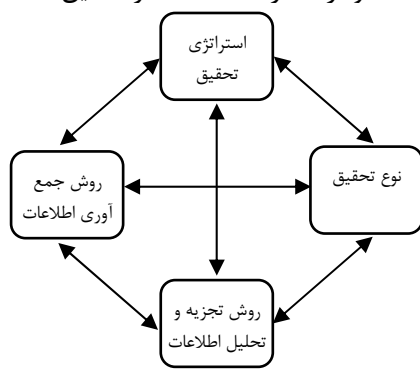 استراتژی
تحقیق
نوع تحقیق
روش جمع
آوری اطلاعات
روش تجزیه و
تحلیل اطلاعات